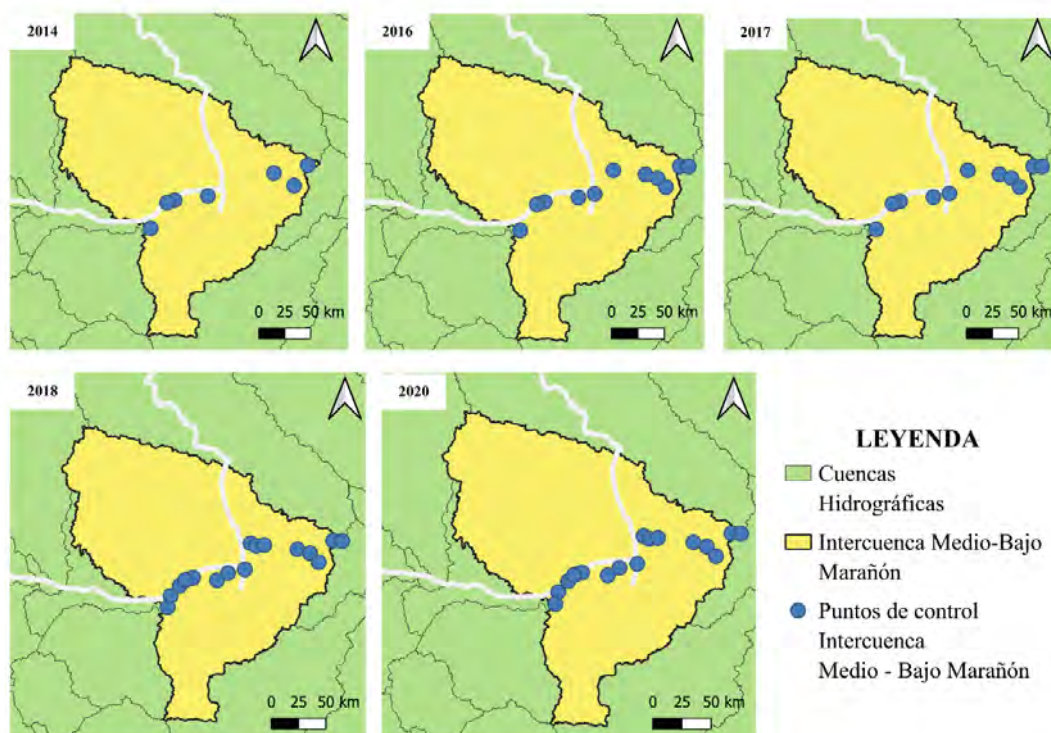 2014
0 25 50 km
2016
0 25 50 km
2017
0 25 50 km
2018
0 25 50 km
2020
0 25 50 km
LEYENDA
Cuencas
Hidrográficas
Intercuenca Medio-Bajo
Marañón
Puntos de control
Intercuenca
Medio - Bajo Marañón